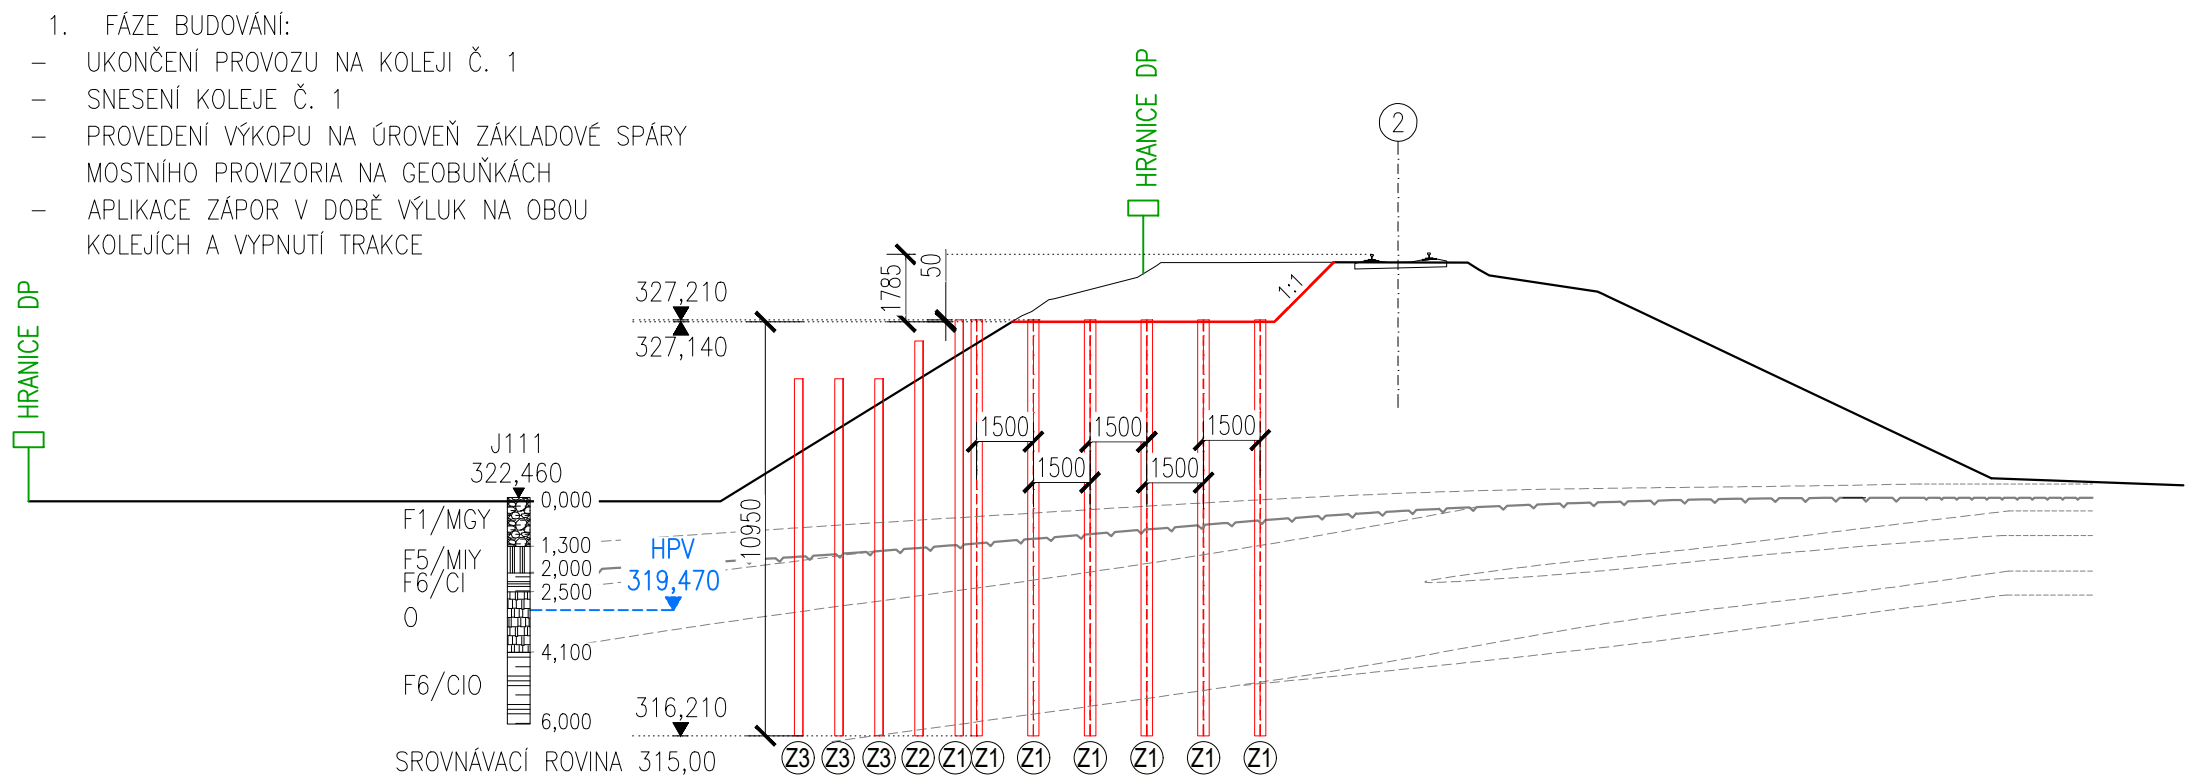 1. FÁZE BUDOVÁNÍ:
– UKONČENÍ PROVOZU NA KOLEJI Č. 1
– SNESENÍ KOLEJE Č. 1
– PROVEDENÍ VÝKOPU NA ÚROVEŇ ZÁKLADOVÉ SPÁRY
MOSTNÍHO PROVIZORIA NA GEOBUŇKÁCH
– APLIKACE ZÁPOR V DOBĚ VÝLUK NA OBOU
KOLEJÍCH A VYPNUTÍ TRAKCE
HRANICE DP
2
1785
50
1:1
327,210
327,140
HRANICE DP
1500
1500
1500
1500
1500
J111
322,460
0,000
F1/MGY
1,300
F5/MIY
2,000
F6/CI
2,500
O
4,100
F6/CIO
6,000
HPV
319,470
10950
316,210
SROVNÁVACÍ ROVINA 315,00
Z3 Z3 Z3 Z2 Z1 Z1 Z1 Z1 Z1 Z1 Z1